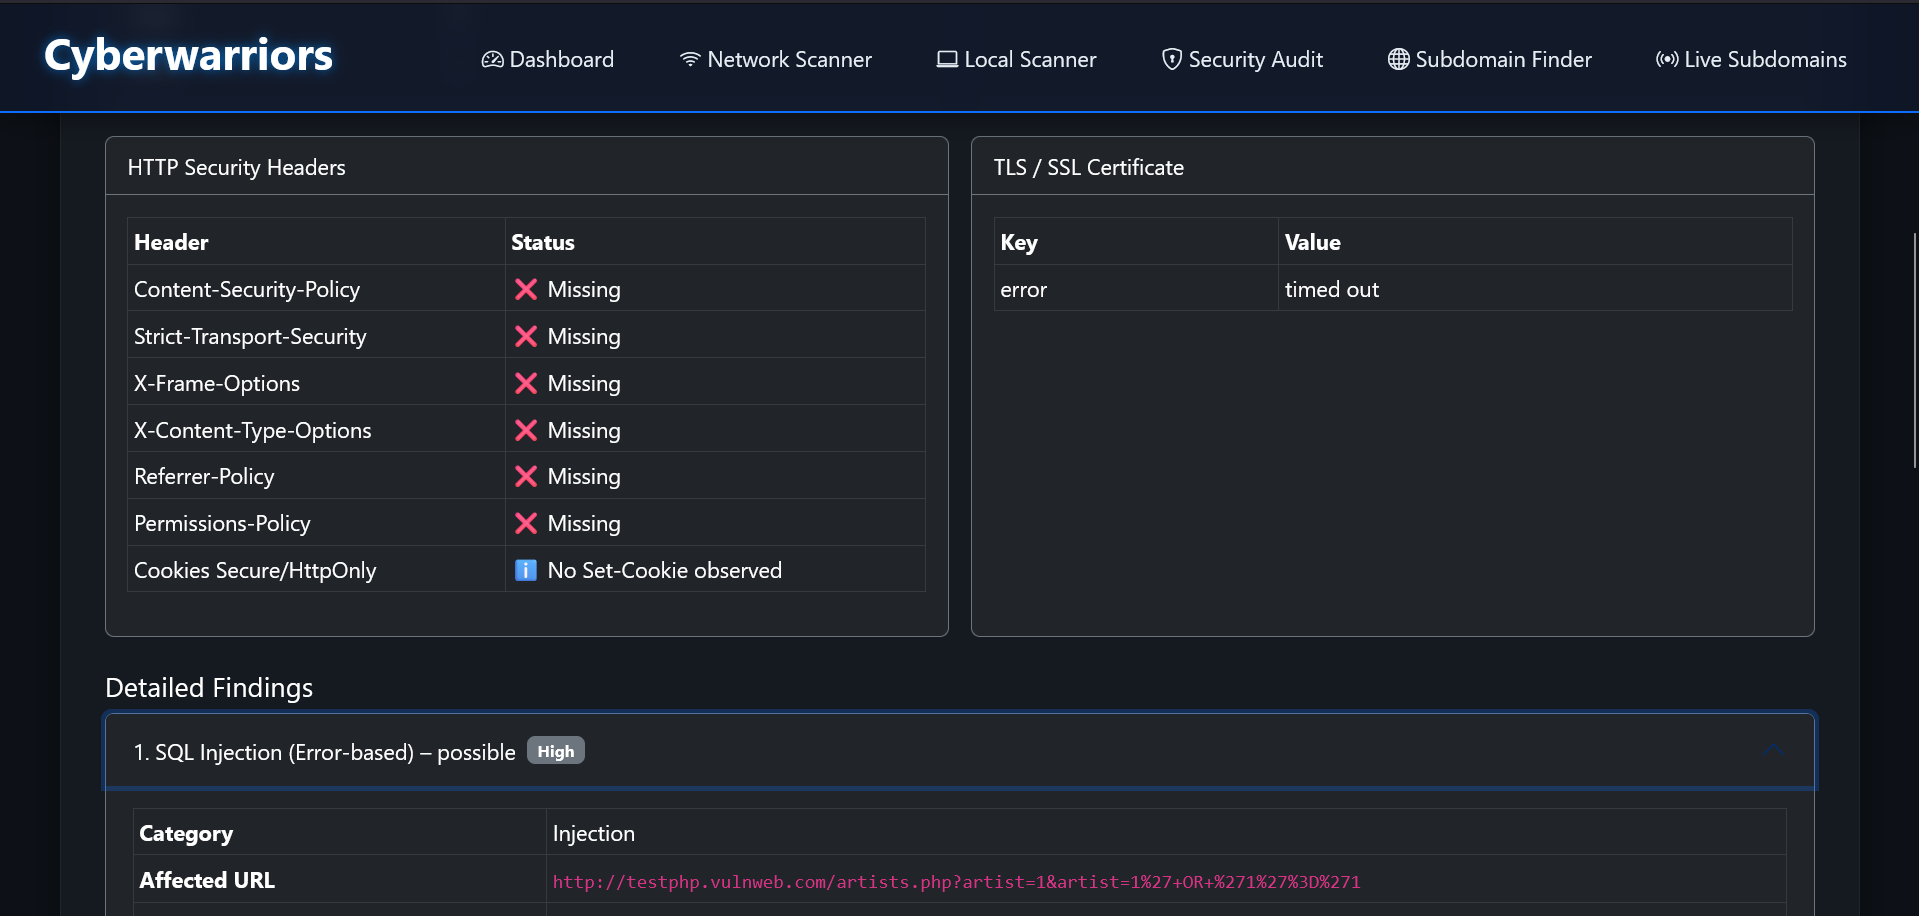 Cyberwarriors
Dashboard Network Scanner Local Scanner Security Audit Subdomain Finder Live Subdomains
HTTP Security Headers
Header Status
Content-Security-Policy ❌ Missing
Strict-Transport-Security ❌ Missing
X-Frame-Options ❌ Missing
X-Content-Type-Options ❌ Missing
Referrer-Policy ❌ Missing
Permissions-Policy ❌ Missing
Cookies Secure/HttpOnly ℹ️ No Set-Cookie observed
TLS / SSL Certificate
Key Value
error timed out
Detailed Findings
1. SQL Injection (Error-based) – possible High
Category Injection
Affected URL http://testphp.vulnweb.com/artists.php?artist=1&artist=1%27+OR+%271%27%3D%271